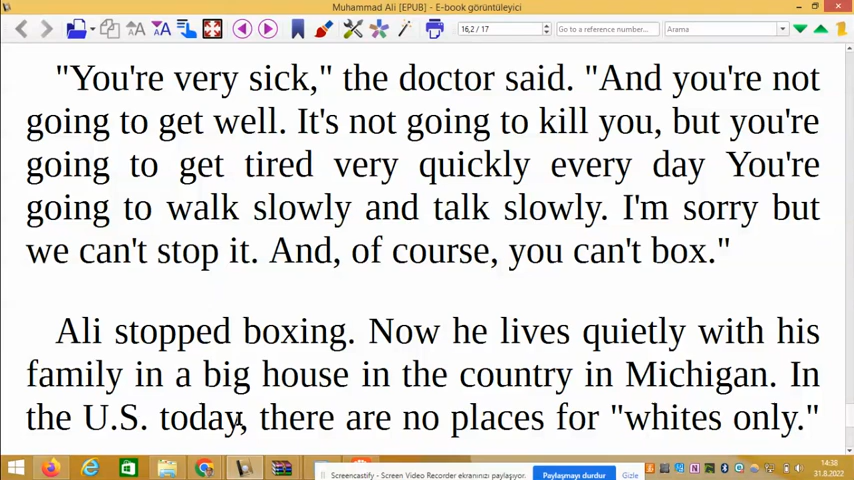 Muhammad Ali [EPUB] - E-book görüntüleyici
16,2 / 17
Go to a reference number...
Arama
"You're very sick," the doctor said. "And you're not
going to get well. It's not going to kill you, but you're
going to get tired very quickly every day You're
going to walk slowly and talk slowly. I'm sorry but
we can't stop it. And, of course, you can't box."
Ali stopped boxing. Now he lives quietly with his
family in a big house in the country in Michigan. In
the U.S. today, there are no places for "whites only."
Screencastify - Screen Video Recorder ekranınızı paylaşıyor.
Paylaşmayı durdur
Gizle
14:38
31.8.2022